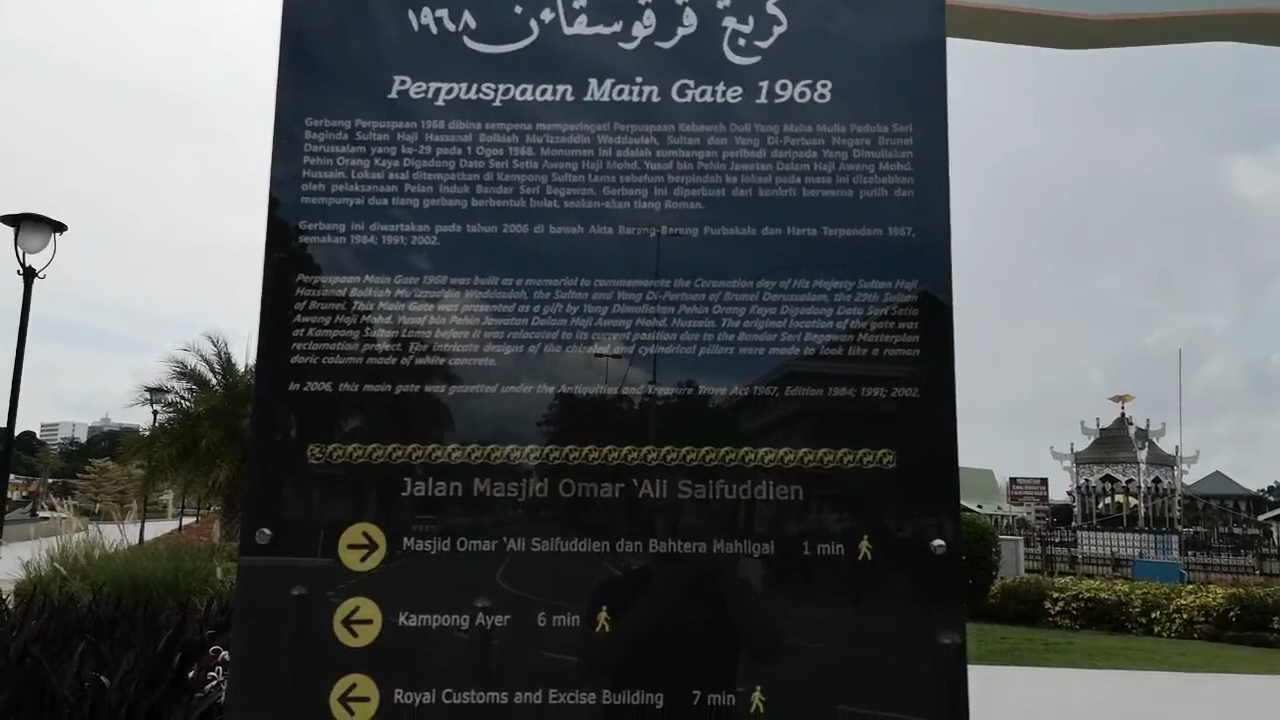 كربڠ ڤرڤوسڤاءن ١٩٦٨
Perpuspaan Main Gate 1968
Gerbang Perpuspaan 1968 dibina sempena memperingati Perpuspaan Kebawah Duli Yang Maha Mulia Paduka Seri
Baginda Sultan Haji Hassanal Bolkiah Mu'izzaddin Waddaulah, Sultan dan Yang Di-Pertuan Negara Brunei
Darussalam yang ke-29 pada 1 Ogos 1968. Monumen ini adalah sumbangan peribadi daripada Yang Dimuliakan
Pehin Orang Kaya Digadong Dato Seri Setia Awang Haji Mohd. Yusof bin Pehin Jawatan Dalam Haji Awang Mohd.
Hussain. Lokasi asal ditempatkan di Kampong Sultan Lama sebelum berpindah ke lokasi pada masa ini disebabkan
oleh pelaksanaan Pelan Induk Bandar Seri Begawan. Gerbang ini diperbuat dari konkrit berwarna putih dan
mempunyai dua tiang gerbang berbentuk bulat, seakan-akan tiang Roman.
Gerbang ini diwartakan pada tahun 2006 di bawah Akta Barang-Barang Purbakala dan Harta Terpendam 1967,
semakan 1984; 1991; 2002.
Perpuspaan Main Gate 1968 was built as a memorial to commemorate the Coronation day of His Majesty Sultan Haji
Hassanal Bolkiah Mu'izzaddin Waddaulah, the Sultan and Yang Di-Pertuan of Brunei Darussalam, the 29th Sultan
of Brunei. This Main Gate was presented as a gift by Yang Dimuliakan Pehin Orang Kaya Digadong Dato Seri Setia
Awang Haji Mohd. Yusof bin Pehin Jawatan Dalam Haji Awang Mohd. Hussain. The original location of the gate was
at Kampong Sultan Lama before it was relocated to its current position due to the Bandar Seri Begawan Masterplan
reclamation project. The intricate designs of the chiseled and cylindrical pillars were made to look like a roman
doric column made of white concrete.
In 2006, this main gate was gazetted under the Antiquities and Treasure Trove Act 1967, Edition 1984; 1991; 2002.
Jalan Masjid Omar 'Ali Saifuddien
Masjid Omar 'Ali Saifuddien dan Bahtera Mahligai 1 min
Kampong Ayer 6 min
Royal Customs and Excise Building 7 min